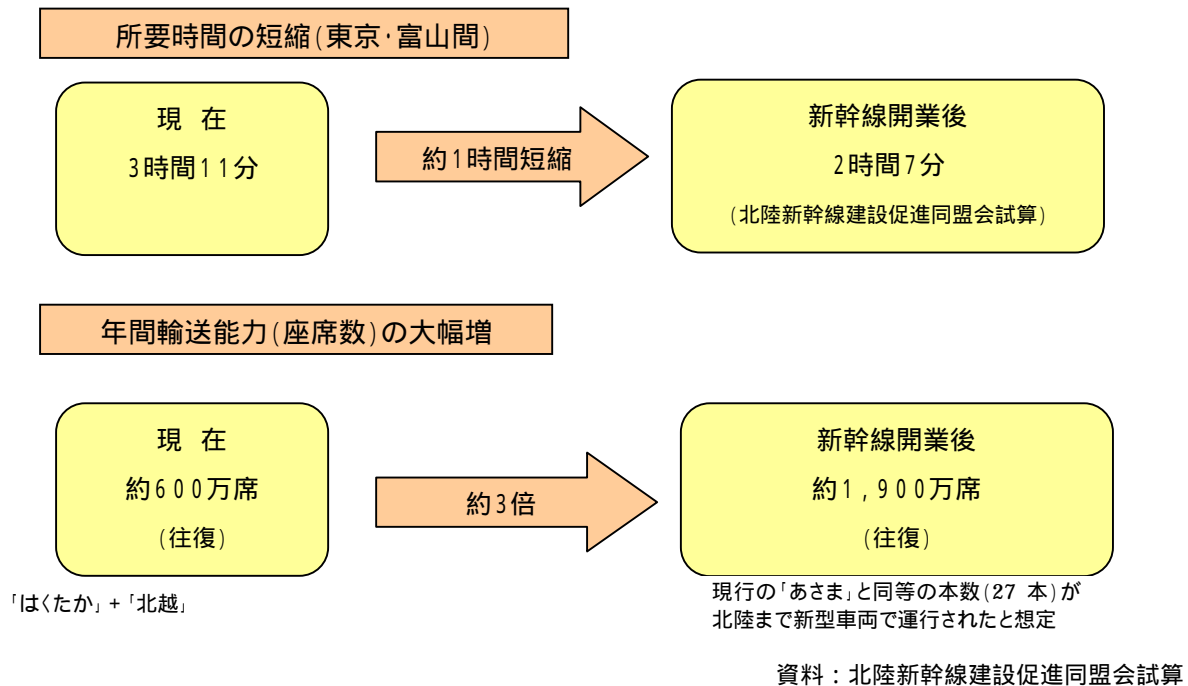 所要時間の短縮(東京・富山間)
現 在
3時間11分
約1時間短縮
新幹線開業後
2時間7分
(北陸新幹線建設促進同盟会試算)
年間輸送能力(座席数)の大幅増
現 在
約600万席
(往復)
約3倍
新幹線開業後
約1,900万席
(往復)
「はくたか」+「北越」
現行の「あさま」と同等の本数(27 本)が
北陸まで新型車両で運行されたと想定
資料：北陸新幹線建設促進同盟会試算